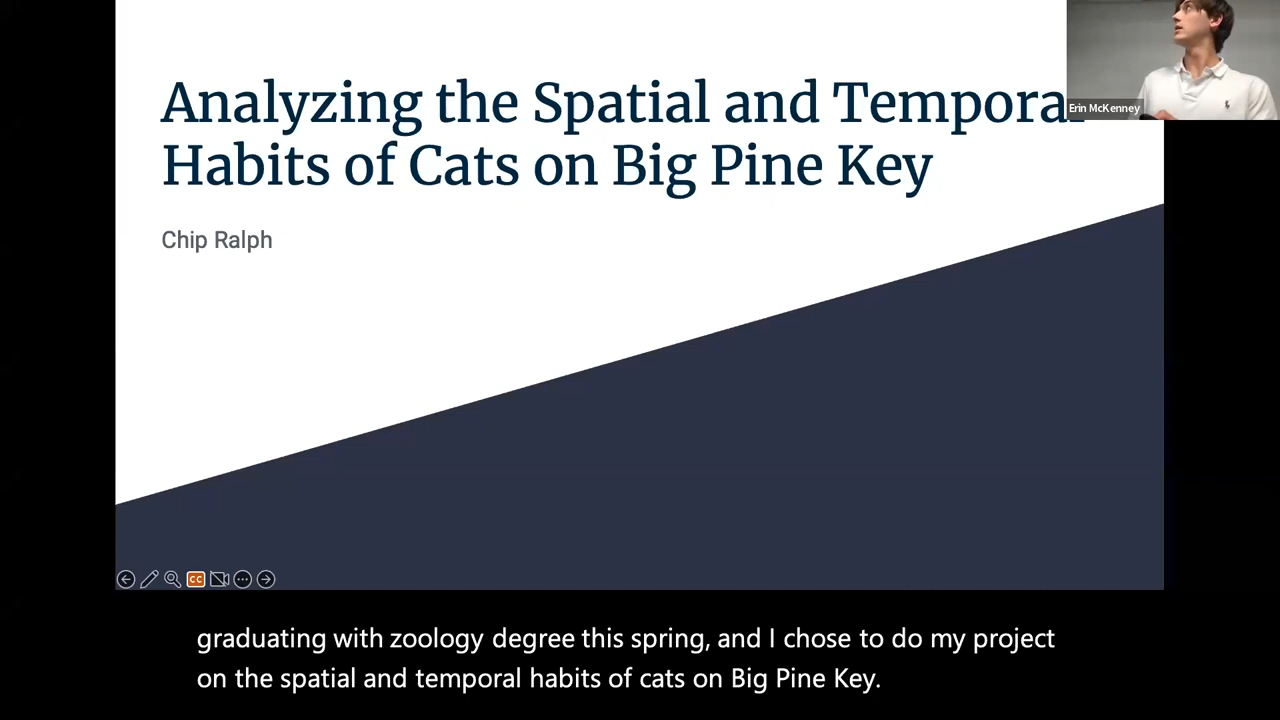 Analyzing the Spatial and Temporal
Habits of Cats on Big Pine Key
Erin McKenney
Chip Ralph
CC
graduating with zoology degree this spring, and I chose to do my project
on the spatial and temporal habits of cats on Big Pine Key.